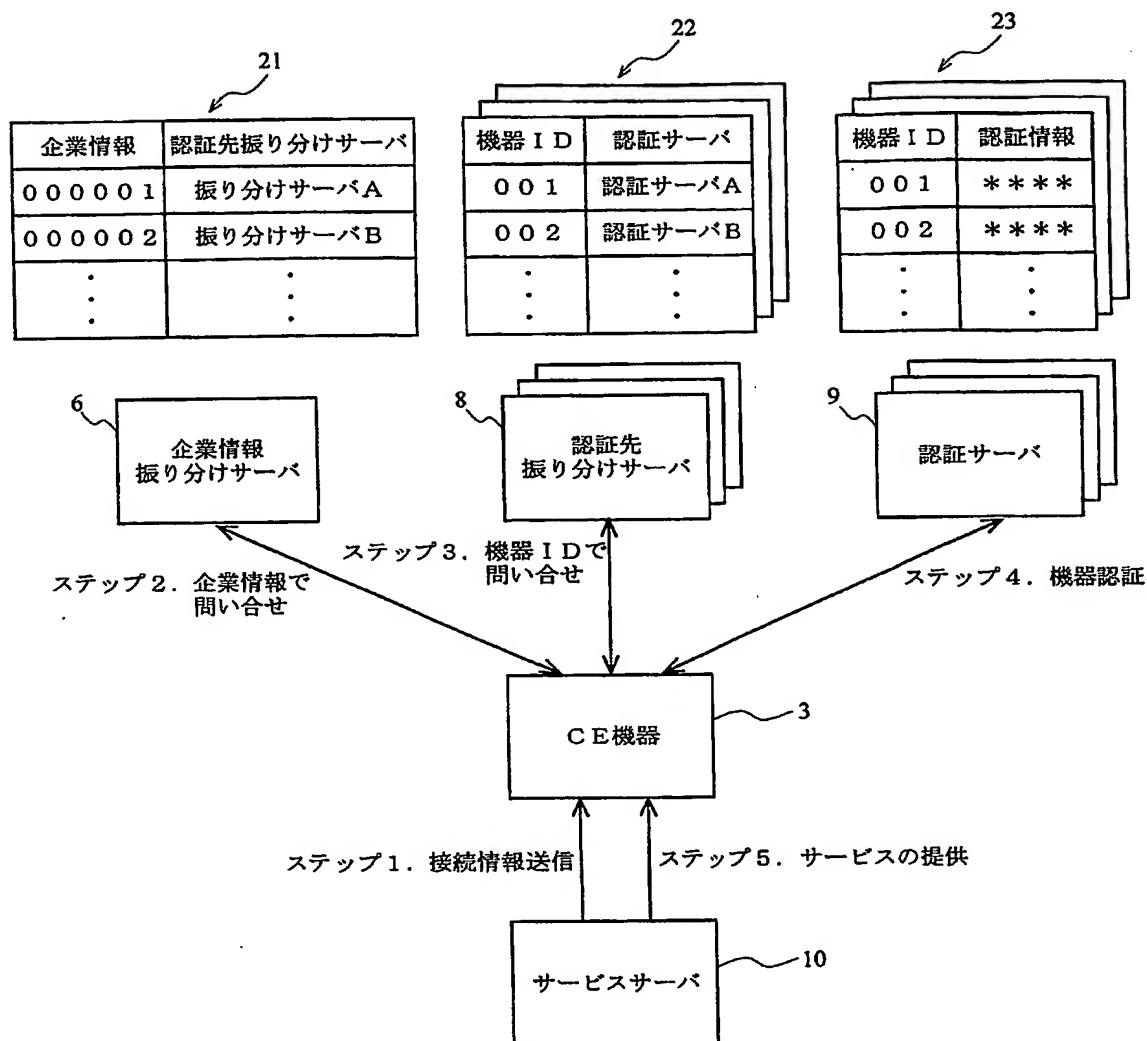 21
22
23
企業情報 認証先振り分けサーバ
000001 振り分けサーバA
000002 振り分けサーバB
機器ID 認証サーバ
001 認証サーバA
002 認証サーバB
機器ID 認証情報
001 ****
002 ****
6
企業情報
振り分けサーバ
8
認証先
振り分けサーバ
9
認証サーバ
ステップ2.企業情報で
問い合せ
ステップ3.機器IDで
問い合せ
ステップ4.機器認証
CE機器
3
ステップ1.接続情報送信
ステップ5.サービスの提供
サービスサーバ
10